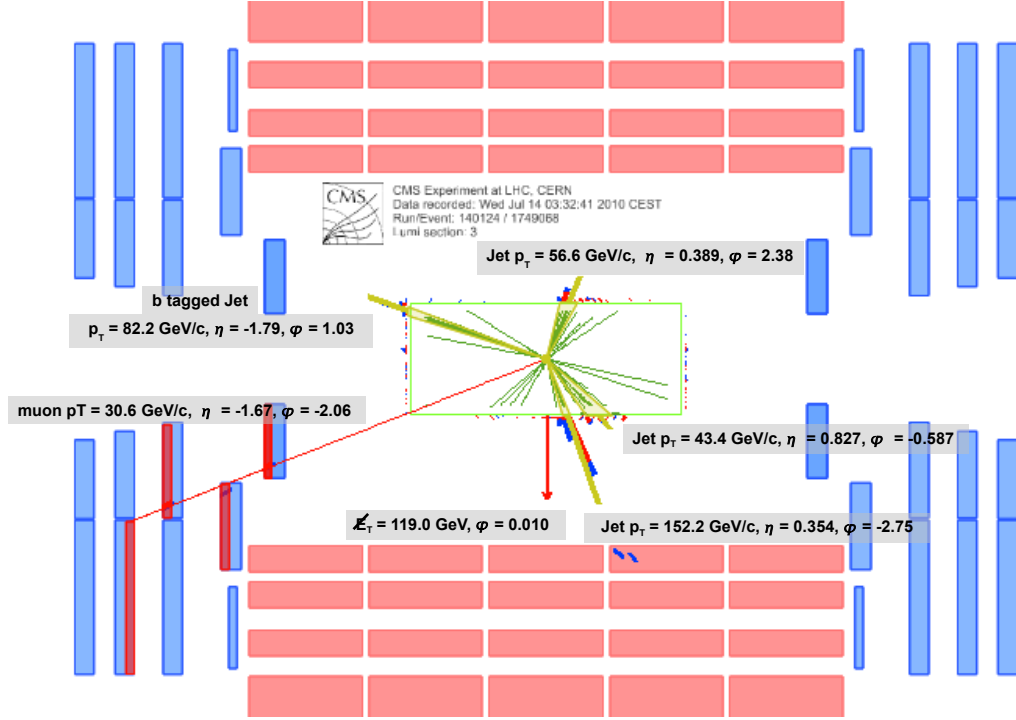 CMS
CMS Experiment at LHC, CERN
Data recorded: Wed Jul 14 03:32:41 2010 CEST
Run/Event: 140124 / 1749068
Lumi section: 3
Jet pT = 56.6 GeV/c, η = 0.389, φ = 2.38
b tagged Jet
pT = 82.2 GeV/c, η = -1.79, φ = 1.03
muon pT = 30.6 GeV/c, η = -1.67, φ = -2.06
Jet pT = 43.4 GeV/c, η = 0.827, φ = -0.587
E̸T = 119.0 GeV, φ = 0.010
Jet pT = 152.2 GeV/c, η = 0.354, φ = -2.75